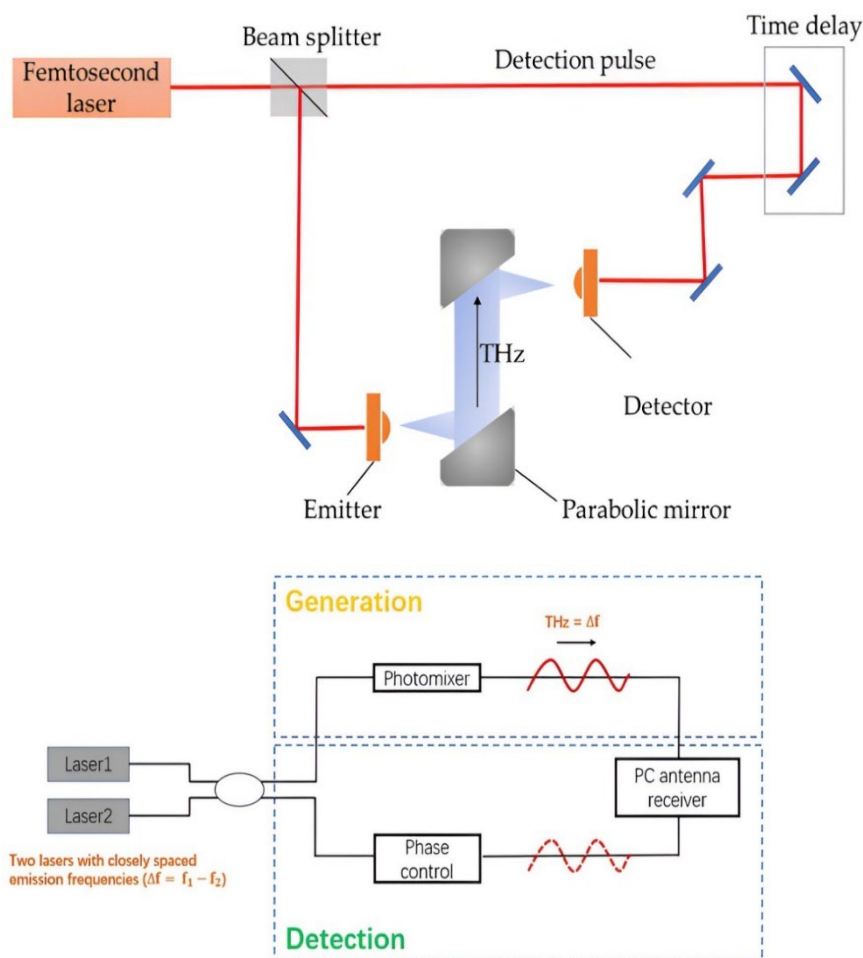 Beam splitter
Time delay
Femtosecond
laser
Detection pulse
THz
Detector
Emitter
Parabolic mirror
Generation
THz = Δf
Photomixer
Laser1
Laser2
PC antenna
receiver
Phase
control
Two lasers with closely spaced
emission frequencies (Δf = f₁ − f₂)
Detection